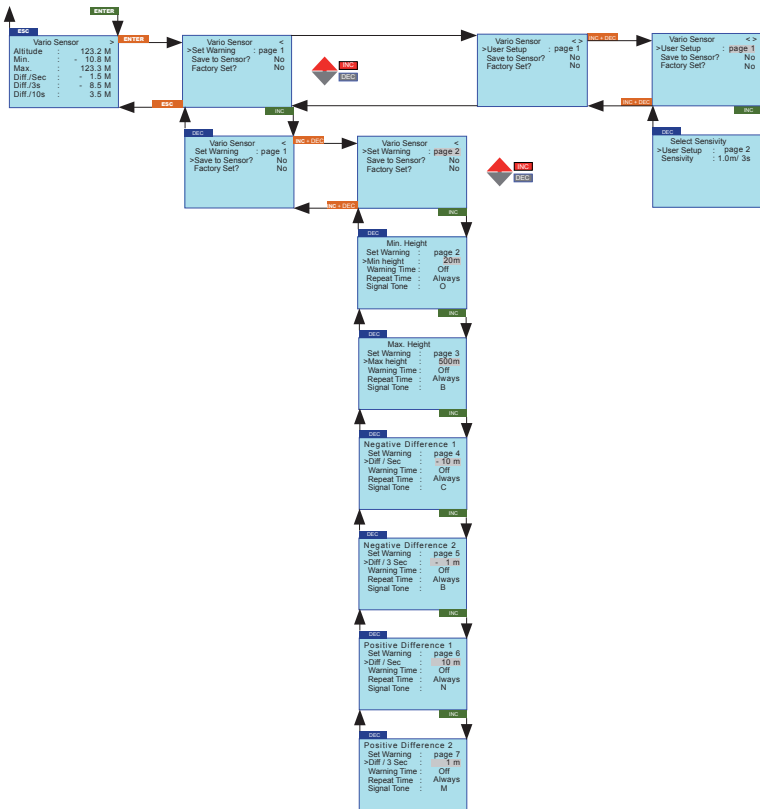 ENTER
ESC
Vario Sensor >
Altitude : 123.2 M
Min. : - 10.8 M
Max. : 123.3 M
Diff./Sec : - 1.5 M
Diff./3s : - 8.5 M
Diff./10s : 3.5 M
ENTER
ESC
Vario Sensor <
>Set Warning : page 1
Save to Sensor? No
Factory Set? No
INC
DEC
INC
Vario Sensor < >
>User Setup : page 1
Save to Sensor? No
Factory Set? No
INC + DEC
INC + DEC
Vario Sensor < >
>User Setup : page 1
Save to Sensor? No
Factory Set? No
INC
DEC
Select Sensivity
>User Setup : page 2
Sensivity : 1.0m/ 3s
DEC
Vario Sensor <
Set Warning : page 1
>Save to Sensor? No
Factory Set? No
INC + DEC
INC + DEC
Vario Sensor <
>Set Warning : page 2
Save to Sensor? No
Factory Set? No
INC
DEC
INC
DEC
Min. Height
Set Warning : page 2
>Min height : 20m
Warning Time : Off
Repeat Time : Always
Signal Tone : O
INC
DEC
Max. Height
Set Warning : page 3
>Max height : 500m
Warning Time : Off
Repeat Time : Always
Signal Tone : B
INC
DEC
Negative Difference 1
Set Warning : page 4
>Diff / Sec : - 10 m
Warning Time : Off
Repeat Time : Always
Signal Tone : C
INC
DEC
Negative Difference 2
Set Warning : page 5
>Diff / 3 Sec : - 1 m
Warning Time : Off
Repeat Time : Always
Signal Tone : B
INC
DEC
Positive Difference 1
Set Warning : page 6
>Diff / Sec : 10 m
Warning Time : Off
Repeat Time : Always
Signal Tone : N
INC
DEC
Positive Difference 2
Set Warning : page 7
>Diff / 3 Sec : 1 m
Warning Time : Off
Repeat Time : Always
Signal Tone : M